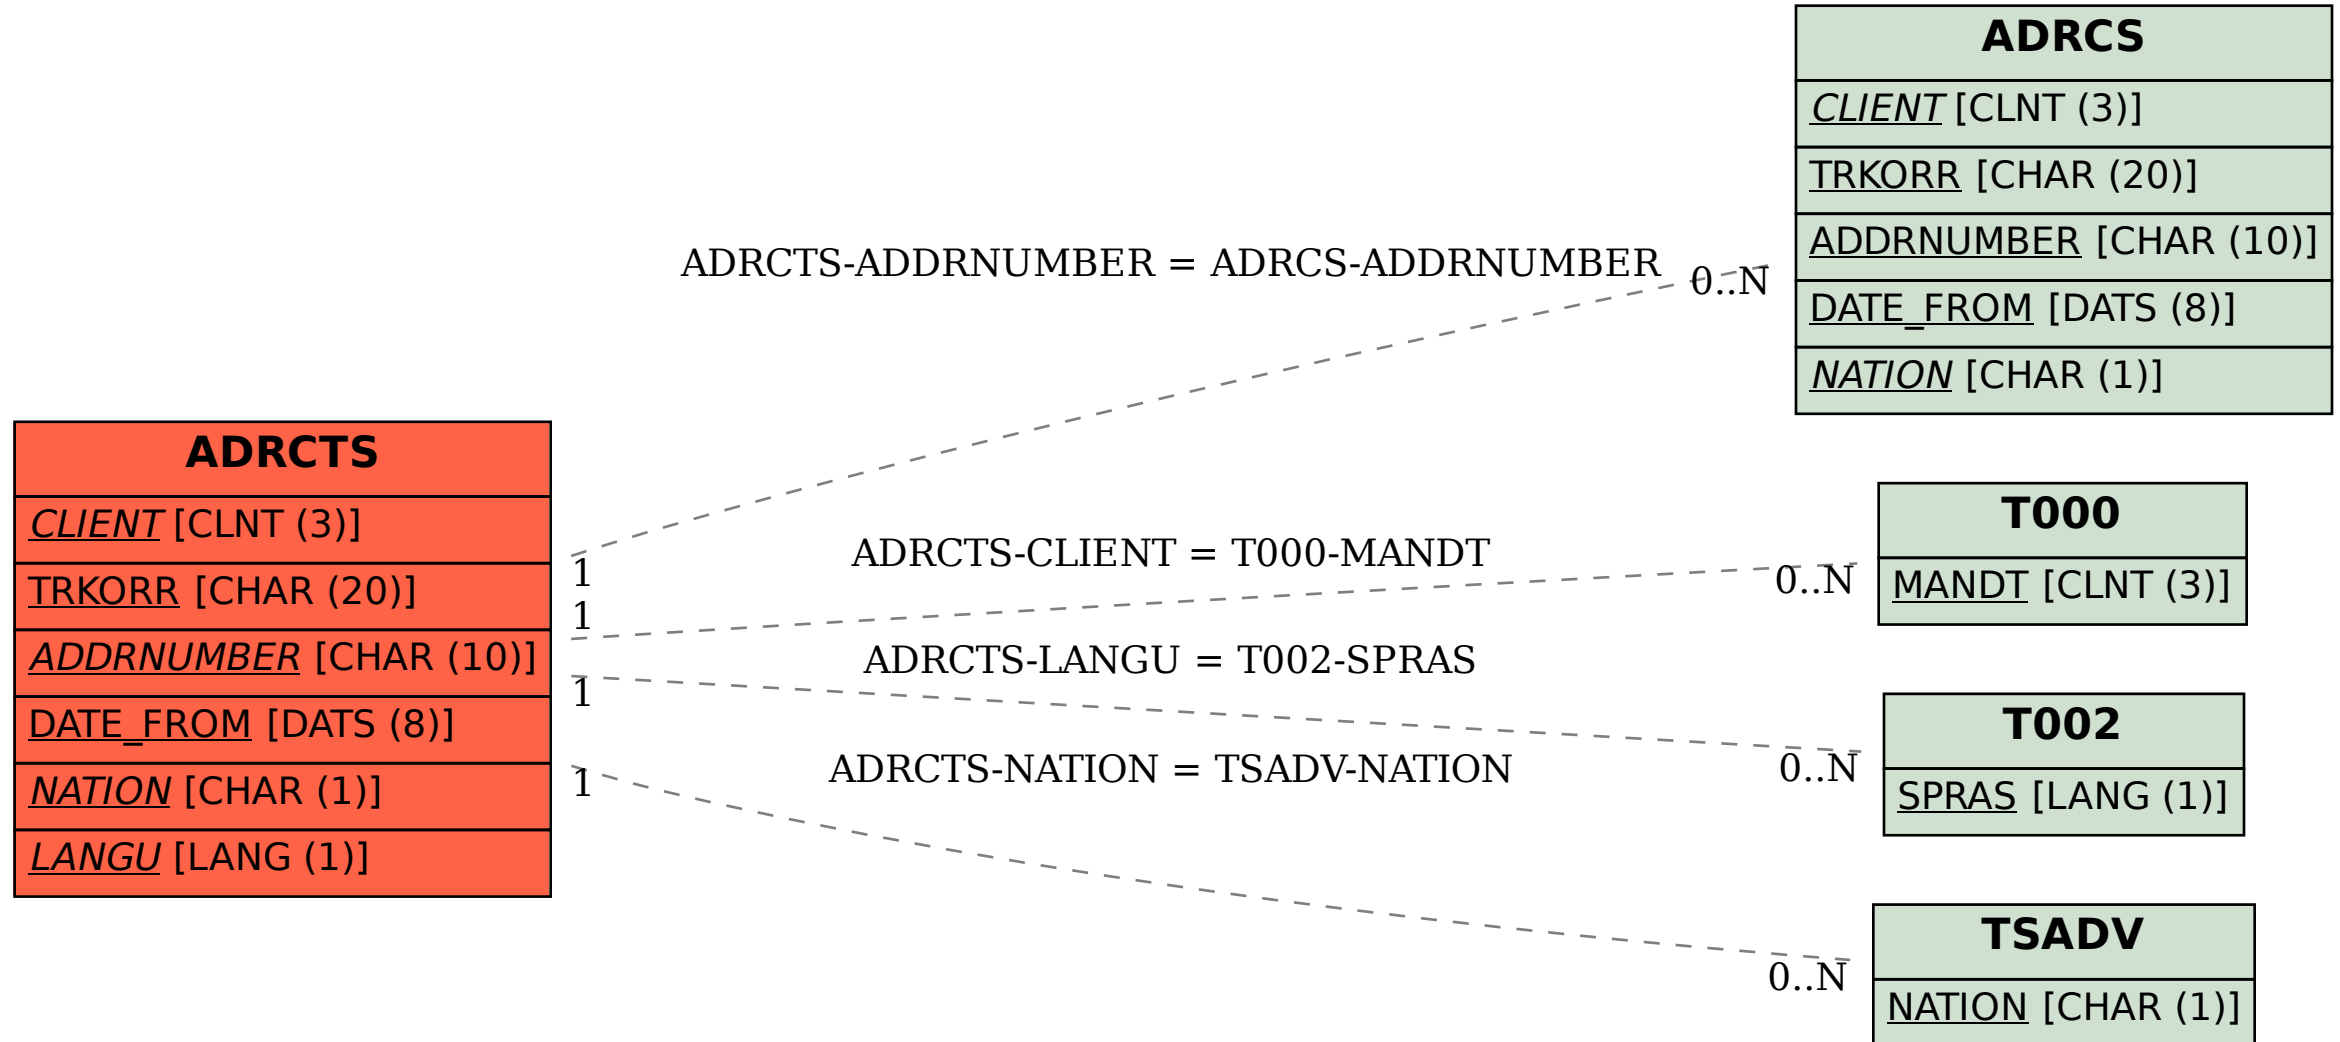 ADRCS
CLIENT [CLNT (3)]
TRKORR [CHAR (20)]
ADDRNUMBER [CHAR (10)]
DATE_FROM [DATS (8)]
NATION [CHAR (1)]
ADRCTS-ADDRNUMBER = ADRCS-ADDRNUMBER
0..N
ADRCTS
CLIENT [CLNT (3)]
TRKORR [CHAR (20)]
ADDRNUMBER [CHAR (10)]
DATE_FROM [DATS (8)]
NATION [CHAR (1)]
LANGU [LANG (1)]
1
1
1
1
ADRCTS-CLIENT = T000-MANDT
0..N
T000
MANDT [CLNT (3)]
ADRCTS-LANGU = T002-SPRAS
0..N
T002
SPRAS [LANG (1)]
ADRCTS-NATION = TSADV-NATION
0..N
TSADV
NATION [CHAR (1)]